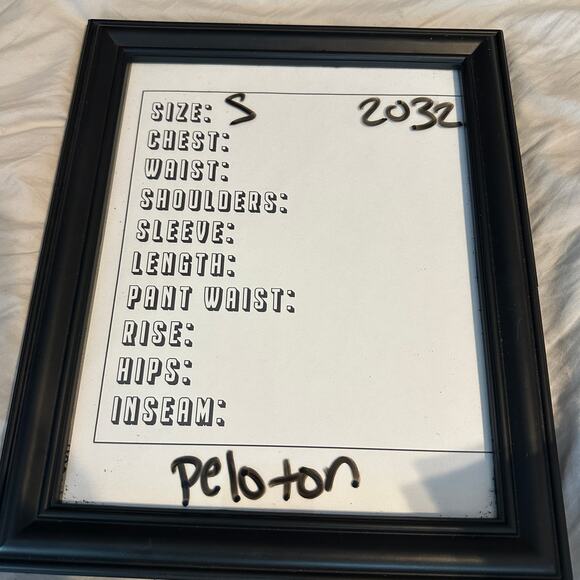 SIZE: S 2032
CHEST:
WAIST:
SHOULDERS:
SLEEVE:
LENGTH:
PANT WAIST:
RISE:
HIPS:
INSEAM:
peloton